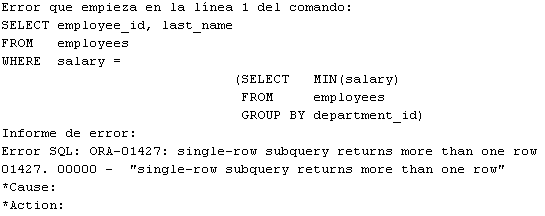 Error que empieza en la línea 1 del comando:
SELECT employee_id, last_name
FROM employees
WHERE salary =
(SELECT MIN(salary)
FROM employees
GROUP BY department_id)
Informe de error:
Error SQL: ORA-01427: single-row subquery returns more than one row
01427. 00000 - "single-row subquery returns more than one row"
*Cause:
*Action: